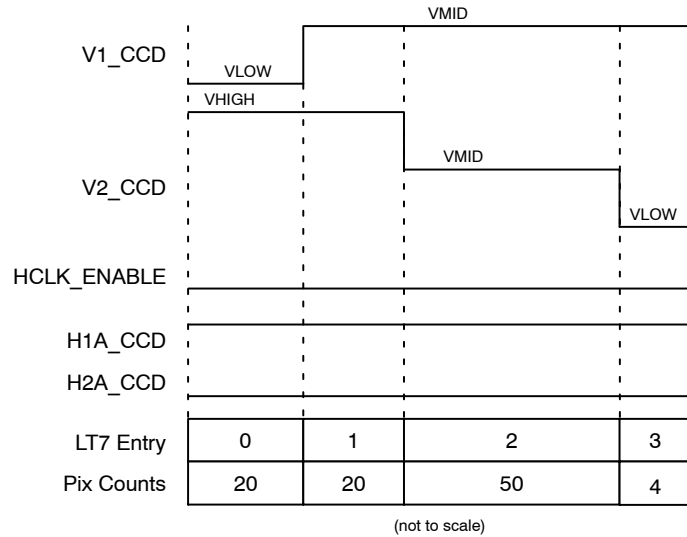 VMID
V1_CCD
VLOW
VHIGH
VMID
V2_CCD
VLOW
HCLK_ENABLE
H1A_CCD
H2A_CCD
LT7 Entry 0 1 2 3
Pix Counts 20 20 50 4
(not to scale)